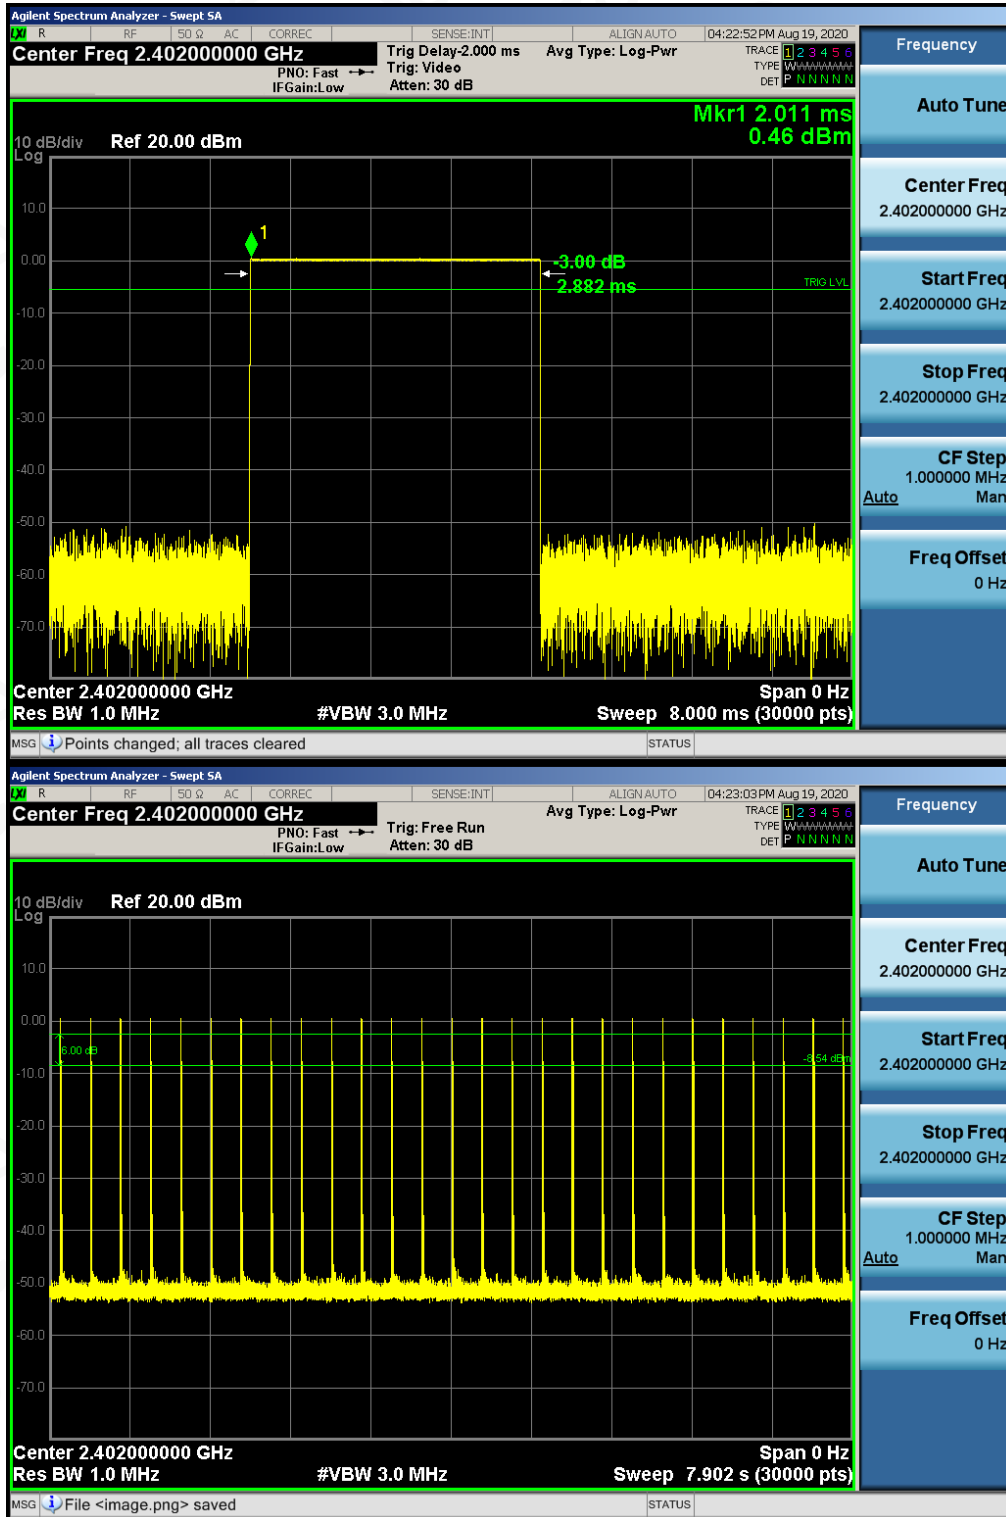 Agilent Spectrum Analyzer - Swept SA
LXI R RF 50 Ω AC CORREC SENSE:INT ALIGN AUTO 04:22:52 PM Aug 19, 2020
Center Freq 2.402000000 GHz
PNO: Fast
IFGain:Low
Trig Delay-2.000 ms
Trig: Video
Atten: 30 dB
Avg Type: Log-Pwr
TRACE 1 2 3 4 5 6
TYPE WWWWWW
DET P N N N N N
Mkr1 2.011 ms
0.46 dBm
10 dB/div Ref 20.00 dBm
Log
10.0
1
0.00
-3.00 dB
2.882 ms
TRIG LVL
-10.0
-20.0
-30.0
-40.0
-50.0
-60.0
-70.0
Center 2.402000000 GHz Span 0 Hz
Res BW 1.0 MHz #VBW 3.0 MHz Sweep 8.000 ms (30000 pts)
MSG Points changed; all traces cleared STATUS
Frequency
Auto Tune
Center Freq
2.402000000 GHz
Start Freq
2.402000000 GHz
Stop Freq
2.402000000 GHz
CF Step
1.000000 MHz
Auto Man
Freq Offset
0 Hz
Agilent Spectrum Analyzer - Swept SA
LXI R RF 50 Ω AC CORREC SENSE:INT ALIGN AUTO 04:23:03 PM Aug 19, 2020
Center Freq 2.402000000 GHz
PNO: Fast
IFGain:Low
Trig: Free Run
Atten: 30 dB
Avg Type: Log-Pwr
TRACE 1 2 3 4 5 6
TYPE WWWWWW
DET P N N N N N
10 dB/div Ref 20.00 dBm
Log
10.0
0.00
6.00 dB
-8.54 dBm
-10.0
-20.0
-30.0
-40.0
-50.0
-60.0
-70.0
Center 2.402000000 GHz Span 0 Hz
Res BW 1.0 MHz #VBW 3.0 MHz Sweep 7.902 s (30000 pts)
MSG File <image.png> saved STATUS
Frequency
Auto Tune
Center Freq
2.402000000 GHz
Start Freq
2.402000000 GHz
Stop Freq
2.402000000 GHz
CF Step
1.000000 MHz
Auto Man
Freq Offset
0 Hz